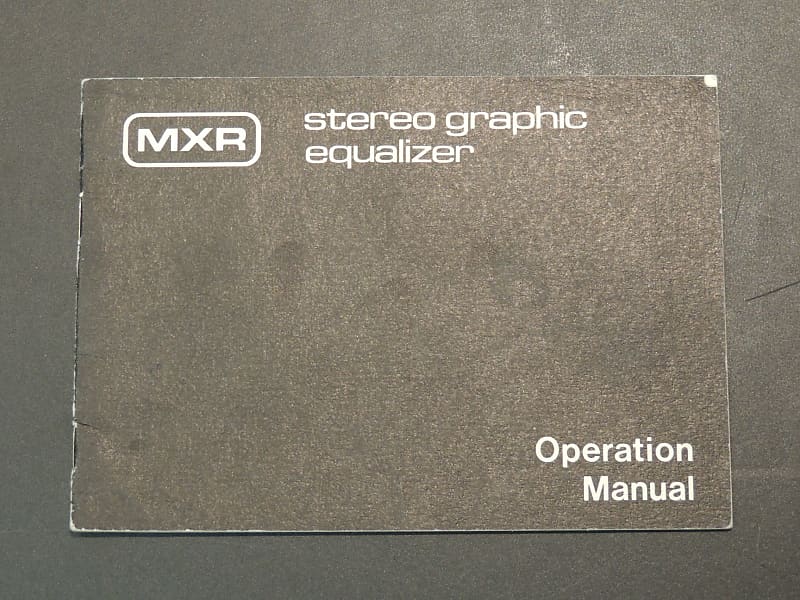 MXR
stereo graphic
equalizer
Operation
Manual